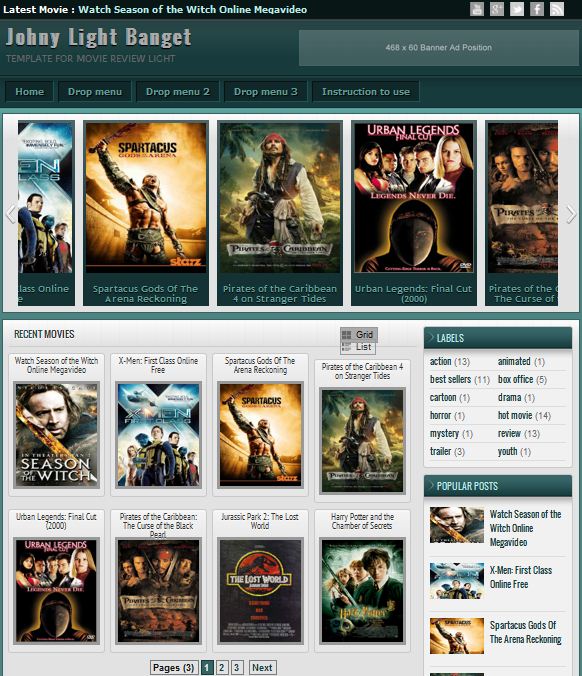 Latest Movie : Watch Season of the Witch Online Megavideo
Johny Light Banget
TEMPLATE FOR MOVIE REVIEW LIGHT
468 x 60 Banner Ad Position
Home
Drop menu
Drop menu 2
Drop menu 3
Instruction to use
SPARTACUS
GODS OF THE ARENA
starz
PIRATES of the CARIBBEAN
URBAN LEGENDS
FINAL CUT
LEGENDS NEVER DIE.
Class Online
Spartacus Gods Of The
Arena Reckoning
Pirates of the Caribbean
4 on Stranger Tides
Urban Legends: Final Cut
(2000)
Pirates of the
The Curse of
RECENT MOVIES
Grid
List
Watch Season of the Witch
Online Megavideo
X-Men: First Class Online
Free
Spartacus Gods Of The
Arena Reckoning
Pirates of the Caribbean 4
on Stranger Tides
SEASON
OF THE WITCH
X-MEN
FIRST CLASS
SPARTACUS
Urban Legends: Final Cut
(2000)
Pirates of the Caribbean:
The Curse of the Black
Pearl
Jurassic Park 2: The Lost
World
Harry Potter and the
Chamber of Secrets
URBAN LEGENDS
LEGENDS NEVER DIE.
THE LOST WORLD
Harry Potter
Pages (3)
1
2
3
Next
LABELS
action (13)
animated (1)
best sellers (11)
box office (5)
cartoon (1)
drama (1)
horror (1)
hot movie (14)
mystery (1)
review (13)
trailer (3)
youth (1)
POPULAR POSTS
Watch Season of the
Witch Online
Megavideo
X-Men: First Class
Online Free
Spartacus Gods Of
The Arena Reckoning